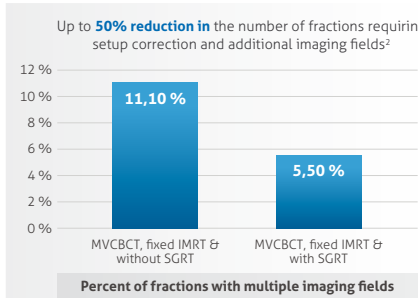 Up to 50% reduction in the number of fractions requirin
setup correction and additional imaging fields²
12 %
10 %
8 %
6 %
4 %
2 %
0 %
11,10 %
5,50 %
MVCBCT, fixed IMRT &
without SGRT
MVCBCT, fixed IMRT &
with SGRT
Percent of fractions with multiple imaging fields